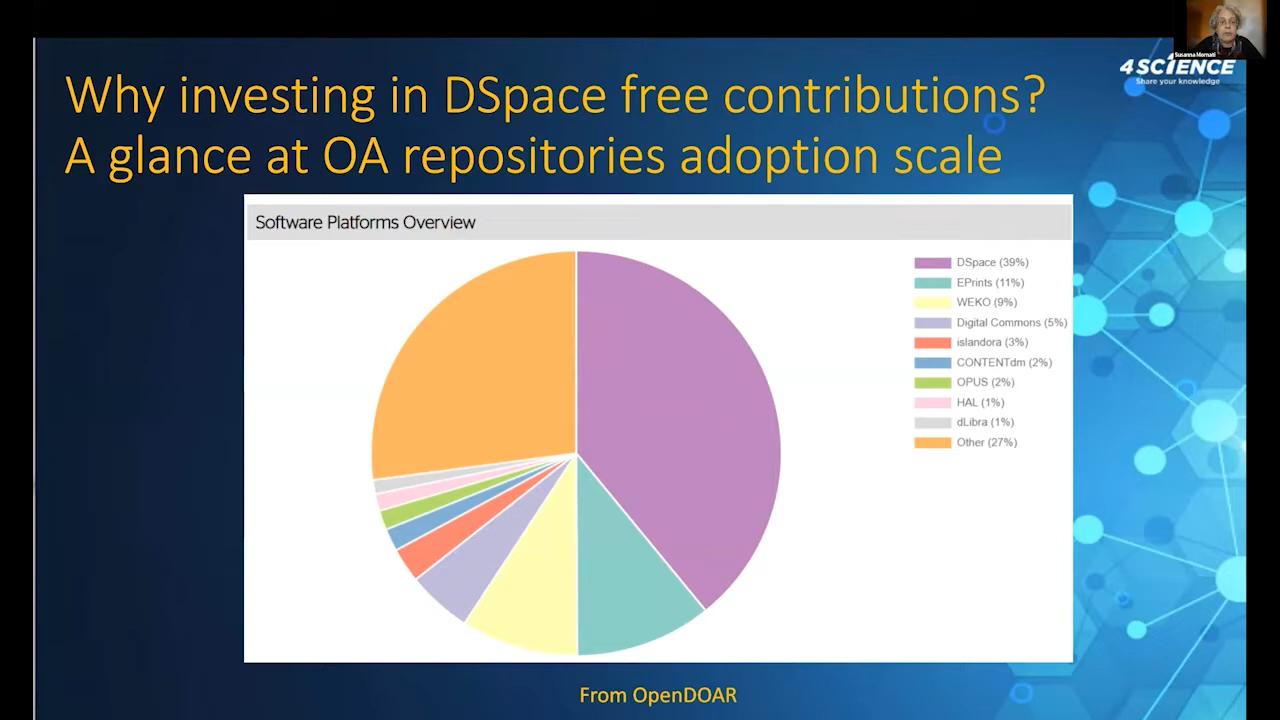 Susanna Mornati
4SCIENCE
Share your knowledge
Why investing in DSpace free contributions?
A glance at OA repositories adoption scale
Software Platforms Overview
DSpace (39%)
EPrints (11%)
WEKO (9%)
Digital Commons (5%)
islandora (3%)
CONTENTdm (2%)
OPUS (2%)
HAL (1%)
dLibra (1%)
Other (27%)
From OpenDOAR